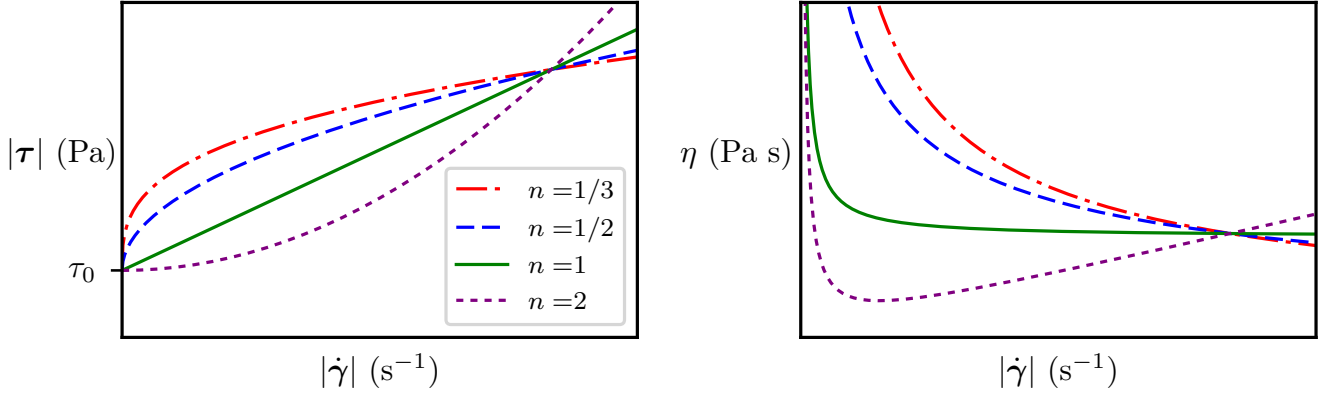 |τ| (Pa)
τ₀
n =1/3
n =1/2
n =1
n =2
|γ̇| (s⁻¹)
η (Pa s)
|γ̇| (s⁻¹)